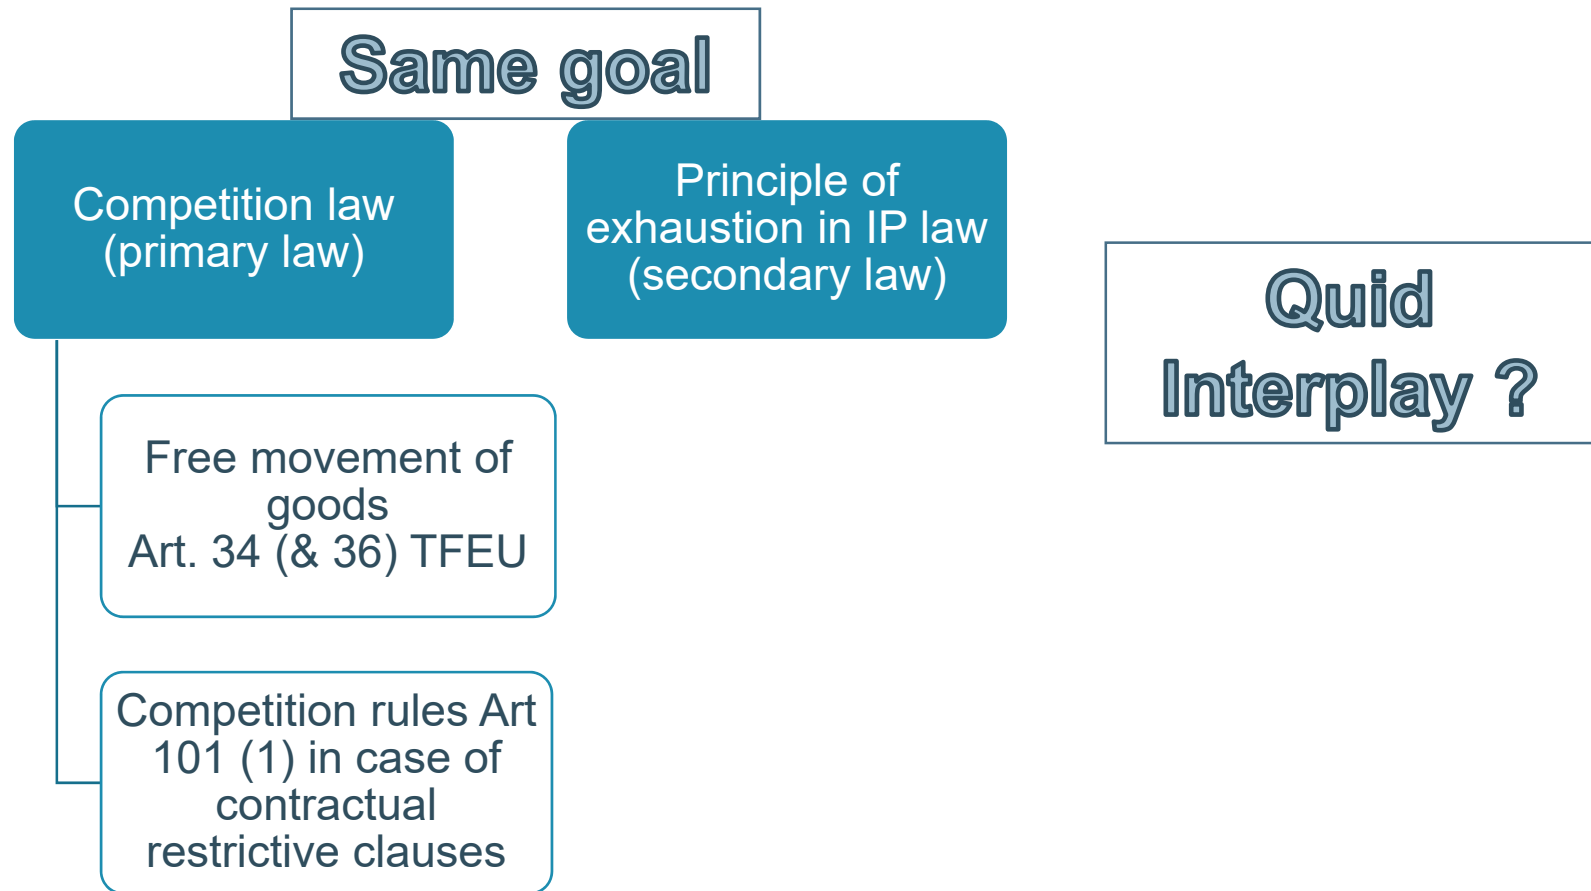 Same goal
Competition law
(primary law)
Principle of
exhaustion in IP law
(secondary law)
Quid
Interplay ?
Free movement of
goods
Art. 34 (& 36) TFEU
Competition rules Art
101 (1) in case of
contractual
restrictive clauses